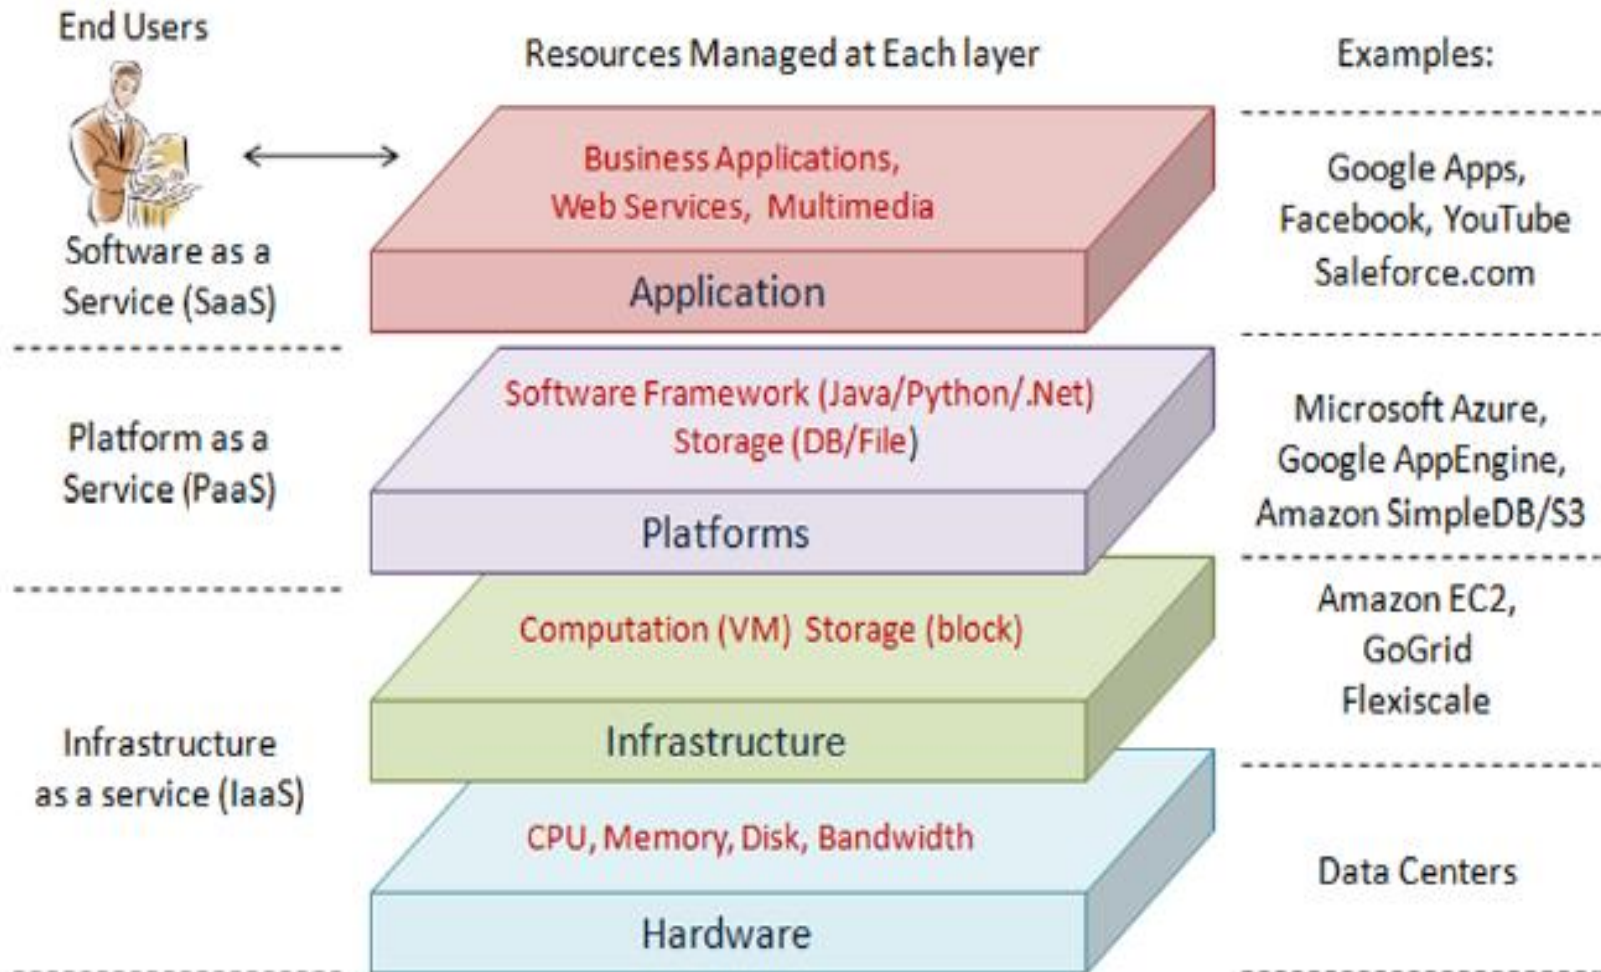 End Users
Resources Managed at Each layer
Examples:
Business Applications,
Web Services, Multimedia
Application
Software as a
Service (SaaS)
Google Apps,
Facebook, YouTube
Saleforce.com
Software Framework (Java/Python/.Net)
Storage (DB/File)
Platforms
Platform as a
Service (PaaS)
Microsoft Azure,
Google AppEngine,
Amazon SimpleDB/S3
Computation (VM) Storage (block)
Infrastructure
Amazon EC2,
GoGrid
Flexiscale
Infrastructure
as a service (IaaS)
CPU, Memory, Disk, Bandwidth
Hardware
Data Centers